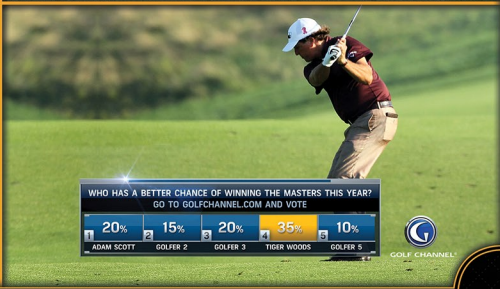 WHO HAS A BETTER CHANCE OF WINNING THE MASTERS THIS YEAR?
GO TO GOLFCHANNEL.COM AND VOTE
20% 15% 20% 35% 10%
1 2 3 4 5
ADAM SCOTT GOLFER 2 GOLFER 3 TIGER WOODS GOLFER 5
G
GOLF CHANNEL